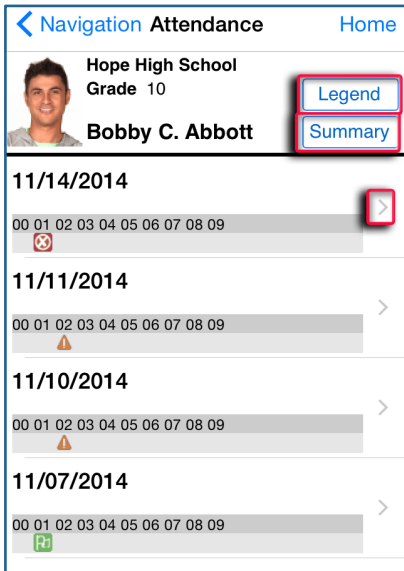 Navigation Attendance Home
Hope High School
Grade 10
Legend
Bobby C. Abbott
Summary
11/14/2014
00 01 02 03 04 05 06 07 08 09
11/11/2014
00 01 02 03 04 05 06 07 08 09
11/10/2014
00 01 02 03 04 05 06 07 08 09
11/07/2014
00 01 02 03 04 05 06 07 08 09